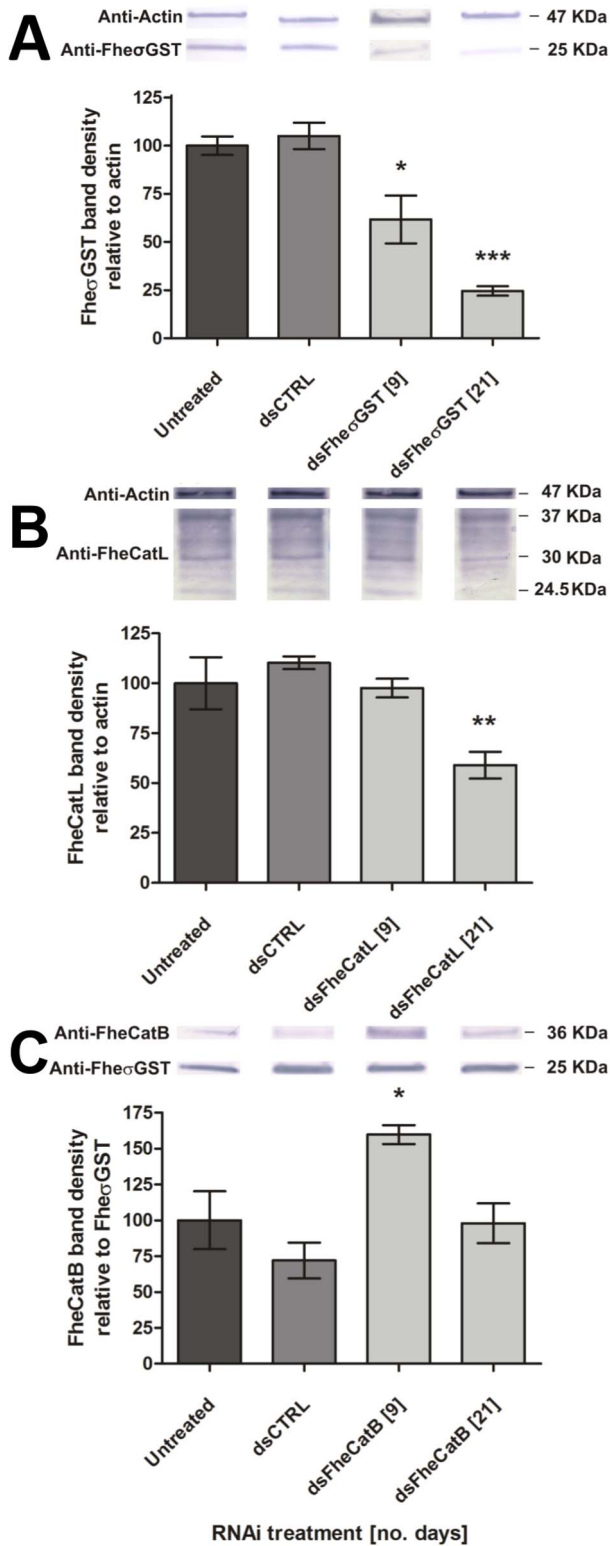 A
Anti-Actin
– 47 KDa
Anti-FheσGST
– 25 KDa
FheσGST band density
relative to actin
125
100
75
50
25
0
*
***
Untreated
dsCTRL
dsFheσGST [9]
dsFheσGST [21]
B
Anti-Actin
– 47 KDa
– 37 KDa
Anti-FheCatL
– 30 KDa
– 24.5 KDa
FheCatL band density
relative to actin
125
100
75
50
25
0
**
Untreated
dsCTRL
dsFheCatL [9]
dsFheCatL [21]
C
Anti-FheCatB
– 36 KDa
Anti-FheσGST
– 25 KDa
FheCatB band density
relative to FheσGST
175
150
125
100
75
50
25
0
*
Untreated
dsCTRL
dsFheCatB [9]
dsFheCatB [21]
RNAi treatment [no. days]